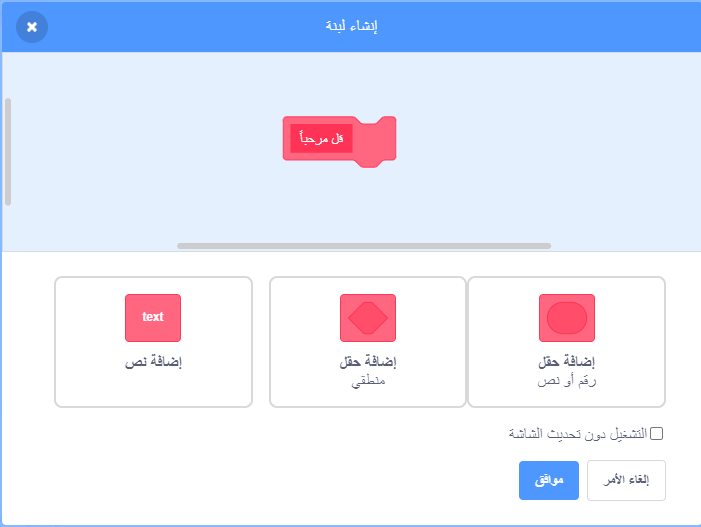 إنشاء لبنة
قل مرحباً
إضافة حقل
رقم أو نص
إضافة حقل
منطقي
text
إضافة نص
التشغيل دون تحديث الشاشة
إلغاء الأمر
موافق